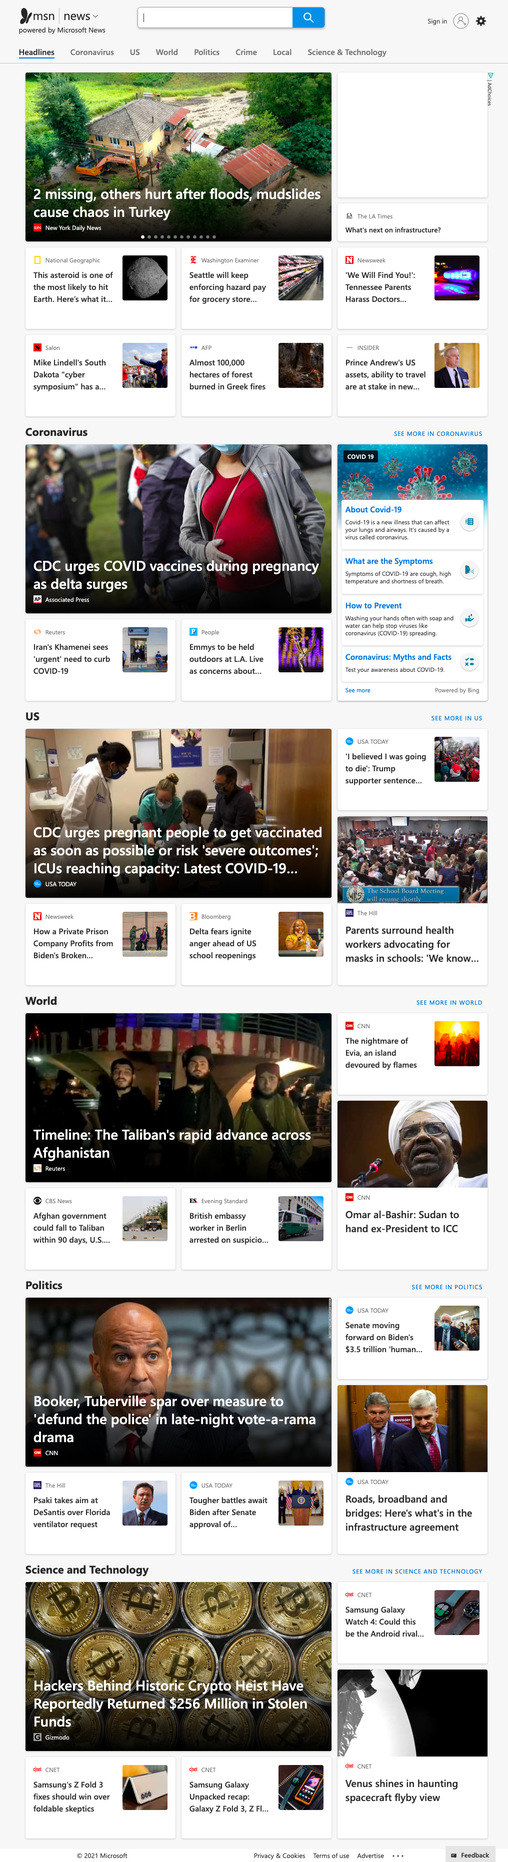 msn news
powered by Microsoft News
Sign in
Headlines Coronavirus US World Politics Crime Local Science & Technology
AdChoices
2 missing, others hurt after floods, mudslides
cause chaos in Turkey
New York Daily News
The LA Times
What's next on infrastructure?
National Geographic
This asteroid is one of
the most likely to hit
Earth. Here's what it...
Washington Examiner
Seattle will keep
enforcing hazard pay
for grocery store...
Newsweek
'We Will Find You!':
Tennessee Parents
Harass Doctors...
Salon
Mike Lindell's South
Dakota "cyber
symposium" has a...
AFP
Almost 100,000
hectares of forest
burned in Greek fires
INSIDER
Prince Andrew's US
assets, ability to travel
are at stake in new...
Coronavirus
SEE MORE IN CORONAVIRUS
CDC urges COVID vaccines during pregnancy
as delta surges
AP Associated Press
COVID 19
About Covid-19
Covid-19 is a new illness that can affect
your lungs and airways. It's caused by a
virus called coronavirus.
What are the Symptoms
Symptoms of COVID-19 are cough, high
temperature and shortness of breath.
How to Prevent
Washing your hands often with soap and
water can help stop viruses like
coronavirus (COVID-19) spreading.
Coronavirus: Myths and Facts
Test your awareness about COVID-19.
See more
Powered by Bing
Reuters
Iran's Khamenei sees
'urgent' need to curb
COVID-19
People
Emmys to be held
outdoors at L.A. Live
as concerns about...
US
SEE MORE IN US
CDC urges pregnant people to get vaccinated
as soon as possible or risk 'severe outcomes';
ICUs reaching capacity: Latest COVID-19...
USA TODAY
USA TODAY
'I believed I was going
to die': Trump
supporter sentence...
The School Board Meeting
will resume shortly
The Hill
Parents surround health
workers advocating for
masks in schools: 'We know...
Newsweek
How a Private Prison
Company Profits from
Biden's Broken...
Bloomberg
Delta fears ignite
anger ahead of US
school reopenings
World
SEE MORE IN WORLD
Timeline: The Taliban's rapid advance across
Afghanistan
Reuters
CNN
The nightmare of
Evia, an island
devoured by flames
CNN
Omar al-Bashir: Sudan to
hand ex-President to ICC
CBS News
Afghan government
could fall to Taliban
within 90 days, U.S....
ES. Evening Standard
British embassy
worker in Berlin
arrested on suspicio...
Politics
SEE MORE IN POLITICS
Booker, Tuberville spar over measure to
'defund the police' in late-night vote-a-rama
drama
CNN
USA TODAY
Senate moving
forward on Biden's
$3.5 trillion 'human...
USA TODAY
Roads, broadband and
bridges: Here's what's in the
infrastructure agreement
The Hill
Psaki takes aim at
DeSantis over Florida
ventilator request
USA TODAY
Tougher battles await
Biden after Senate
approval of...
Science and Technology
SEE MORE IN SCIENCE AND TECHNOLOGY
Hackers Behind Historic Crypto Heist Have
Reportedly Returned $256 Million in Stolen
Funds
Gizmodo
CNET
Samsung Galaxy
Watch 4: Could this
be the Android rival...
CNET
Venus shines in haunting
spacecraft flyby view
CNET
Samsung's Z Fold 3
fixes should win over
foldable skeptics
CNET
Samsung Galaxy
Unpacked recap:
Galaxy Z Fold 3, Z Fl...
© 2021 Microsoft
Privacy & Cookies Terms of use Advertise ...
Feedback